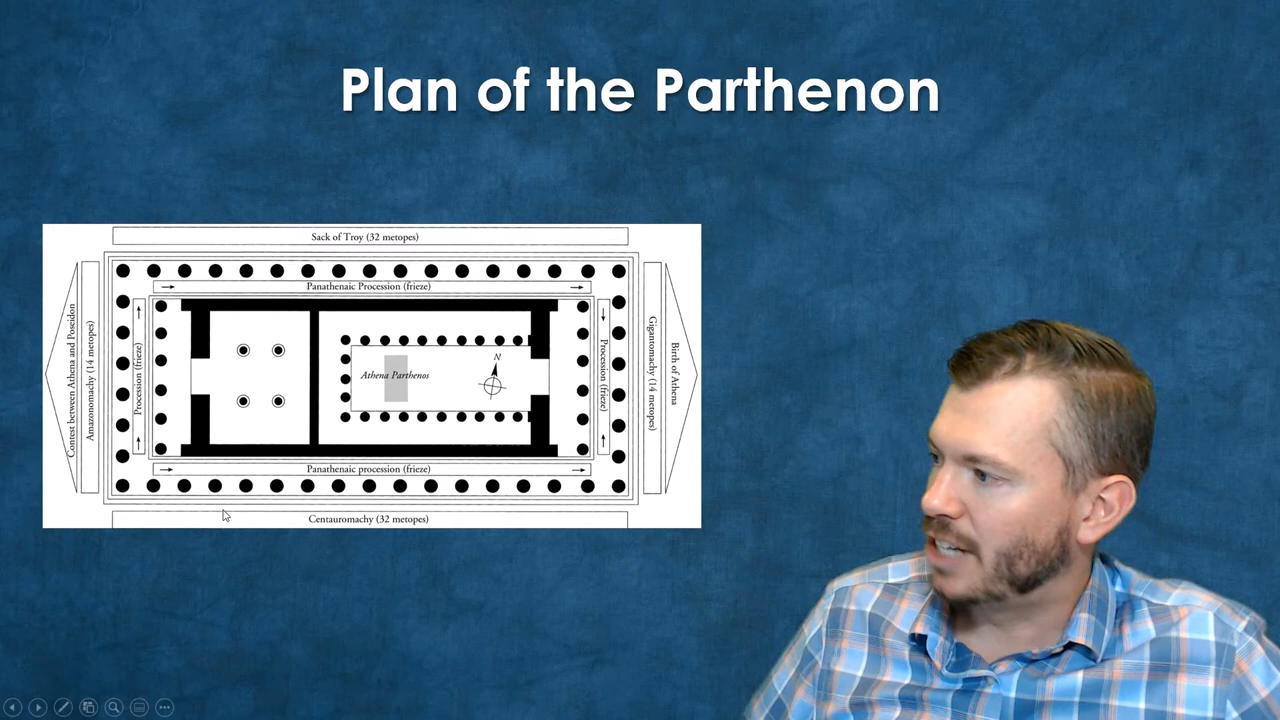 Plan of the Parthenon
Sack of Troy (32 metopes)
Panathenaic Procession (frieze)
Contest between Athena and Poseidon
Amazonomachy (14 metopes)
Procession (frieze)
Athena Parthenos
N
Procession (frieze)
Gigantomachy (14 metopes)
Birth of Athena
Panathenaic procession (frieze)
Centauromachy (32 metopes)